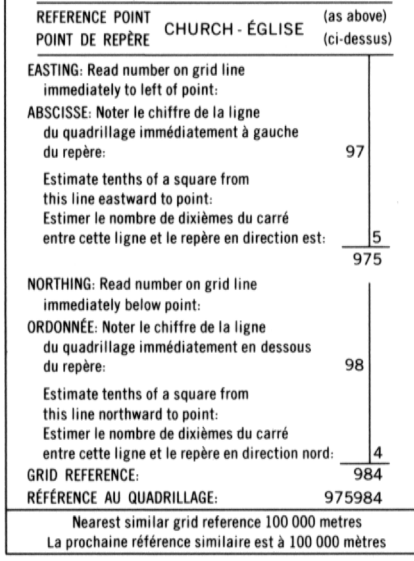 REFERENCE POINT CHURCH - ÉGLISE (as above)
POINT DE REPÈRE (ci-dessus)
EASTING: Read number on grid line
immediately to left of point:
ABSCISSE: Noter le chiffre de la ligne
du quadrillage immédiatement à gauche
du repère: 97
Estimate tenths of a square from
this line eastward to point:
Estimer le nombre de dixièmes du carré
entre cette ligne et le repère en direction est: 5
975
NORTHING: Read number on grid line
immediately below point:
ORDONNÉE: Noter le chiffre de la ligne
du quadrillage immédiatement en dessous
du repère: 98
Estimate tenths of a square from
this line northward to point:
Estimer le nombre de dixièmes du carré
entre cette ligne et le repère en direction nord: 4
GRID REFERENCE: 984
RÉFÉRENCE AU QUADRILLAGE: 975984
Nearest similar grid reference 100 000 metres
La prochaine référence similaire est à 100 000 mètres